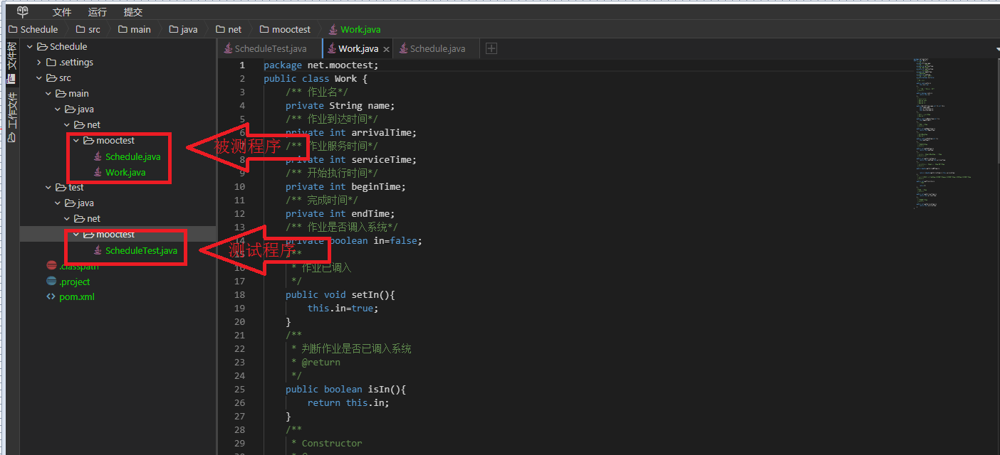 文件 运行 提交
Schedule src main java net mooctest Work.java
文件树
工作文件
Schedule
.settings
src
main
java
net
mooctest
Schedule.java
Work.java
test
java
net
mooctest
ScheduleTest.java
.classpath
.project
pom.xml
被测程序
测试程序
ScheduleTest.java Work.java Schedule.java
1 package net.mooctest;
2 public class Work {
3 /** 作业名*/
4 private String name;
5 /** 作业到达时间*/
6 private int arrivalTime;
/** 作业服务时间*/
8 private int serviceTime;
9 /** 开始执行时间*/
10 private int beginTime;
11 /** 完成时间*/
12 private int endTime;
13 /** 作业是否调入系统*/
14 private boolean in=false;
15 /**
16 * 作业已调入
17 */
18 public void setIn(){
19 this.in=true;
20 }
21 /**
22 * 判断作业是否已调入系统
23 * @return
24 */
25 public boolean isIn(){
26 return this.in;
27 }
28 /**
29 * Constructor